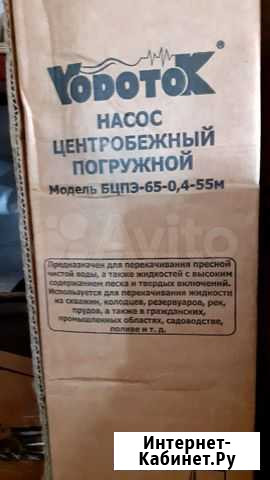 VODOTOK®
НАСОС
ЦЕНТРОБЕЖНЫЙ
ПОГРУЖНОЙ
Модель БЦПЭ-65-0,4-55м
Avito
Предназначен для перекачивания пресной
чистой воды, а также жидкостей с высоким
содержанием песка и твердых включений.
Используется для перекачивания жидкости
из скважин, колодцев, резервуаров, рек,
прудов, а также в гражданских,
промышленных областях, садоводстве,
поливе и т. д.
Интернет-
Кабинет.Ру